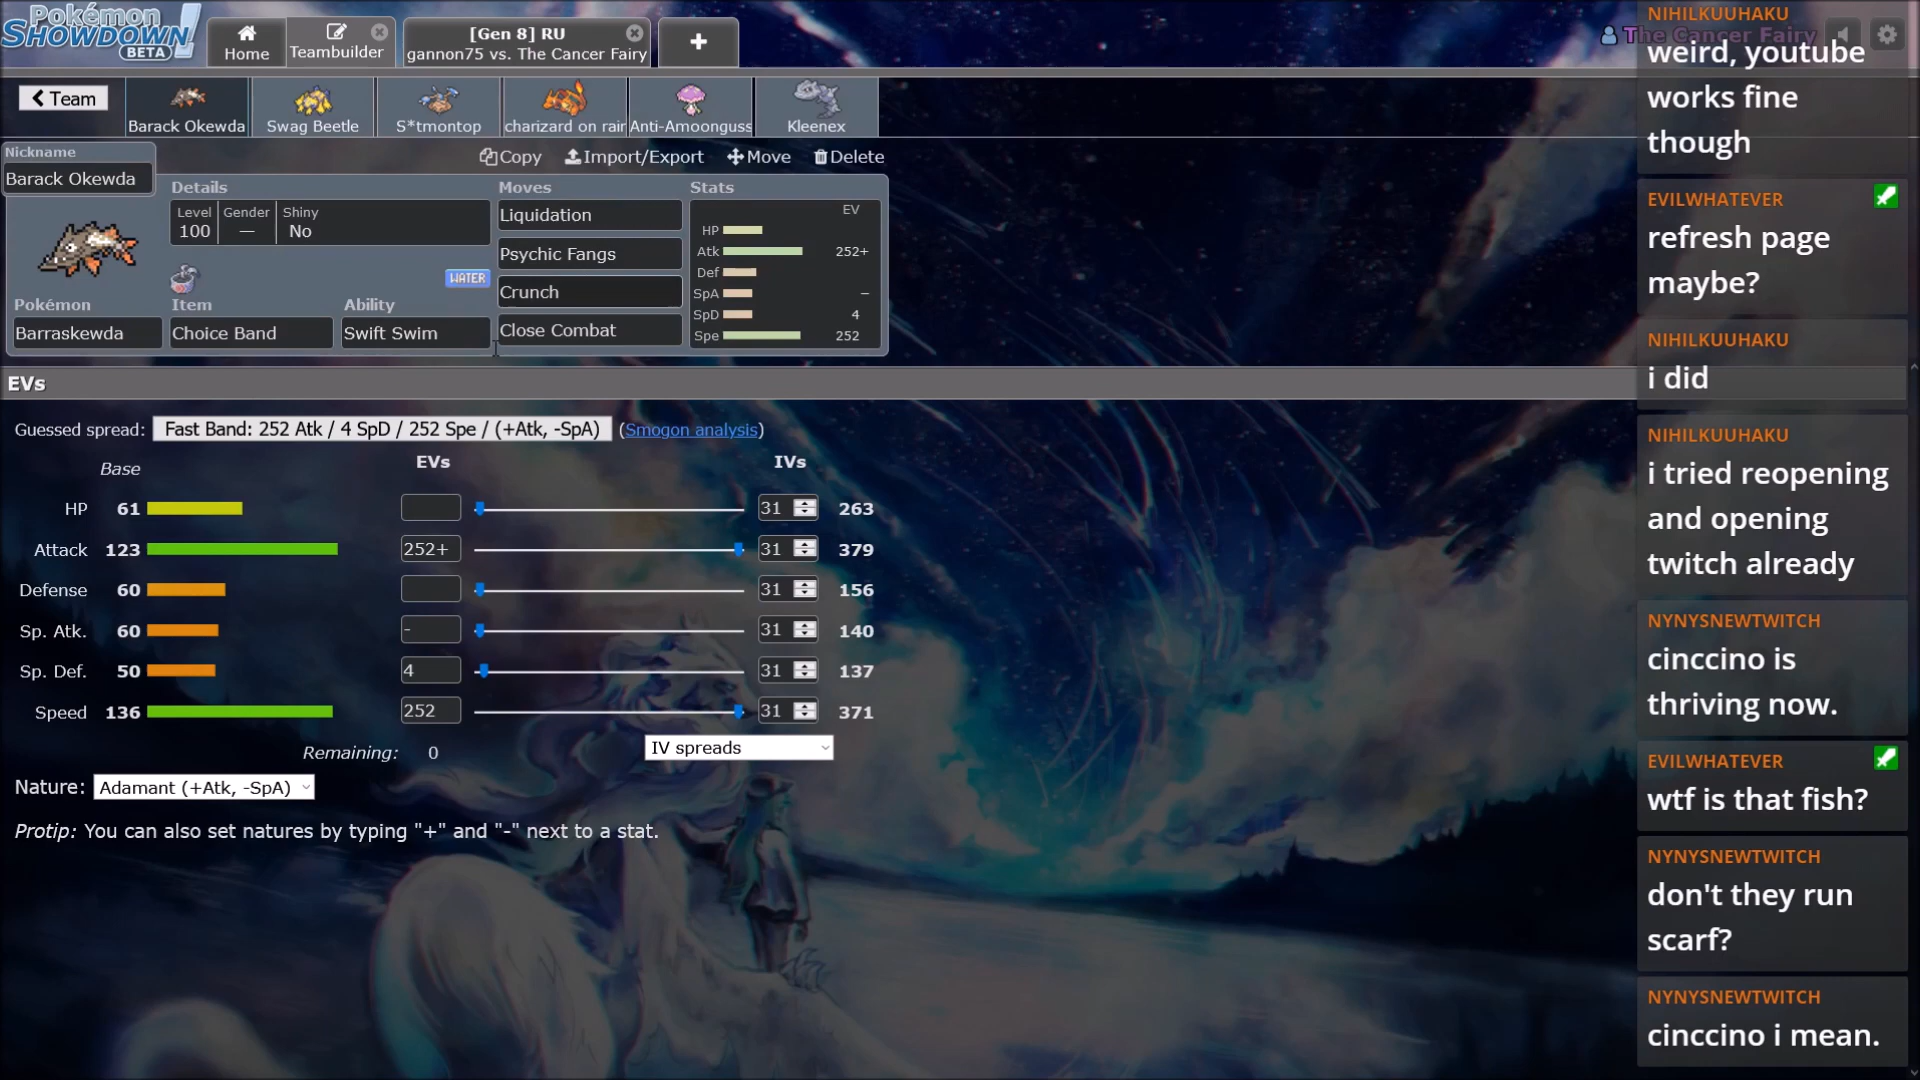 Pokémon
SHOWDOWN!
BETA
Home
Teambuilder
[Gen 8] RU
gannon75 vs. The Cancer Fairy
+
The Cancer Fairy
Team
Barack Okewda
Swag Beetle
S*tmontop
charizard on rain
Anti-Amoonguss
Kleenex
Copy
Import/Export
Move
Delete
Nickname
Barack Okewda
Details
Level
100
Gender
—
Shiny
No
WATER
Pokémon
Barraskewda
Item
Choice Band
Ability
Swift Swim
Moves
Liquidation
Psychic Fangs
Crunch
Close Combat
Stats
EV
HP
Atk 252+
Def
SpA –
SpD 4
Spe 252
EVs
Guessed spread: Fast Band: 252 Atk / 4 SpD / 252 Spe / (+Atk, -SpA) (Smogon analysis)
Base EVs IVs
HP 61 31 263
Attack 123 252+ 31 379
Defense 60 31 156
Sp. Atk. 60 - 31 140
Sp. Def. 50 4 31 137
Speed 136 252 31 371
Remaining: 0 IV spreads
Nature: Adamant (+Atk, -SpA)
Protip: You can also set natures by typing "+" and "-" next to a stat.
NIHILKUUHAKU
weird, youtube
works fine
though
EVILWHATEVER
refresh page
maybe?
NIHILKUUHAKU
i did
NIHILKUUHAKU
i tried reopening
and opening
twitch already
NYNYSNEWTWITCH
cinccino is
thriving now.
EVILWHATEVER
wtf is that fish?
NYNYSNEWTWITCH
don't they run
scarf?
NYNYSNEWTWITCH
cinccino i mean.